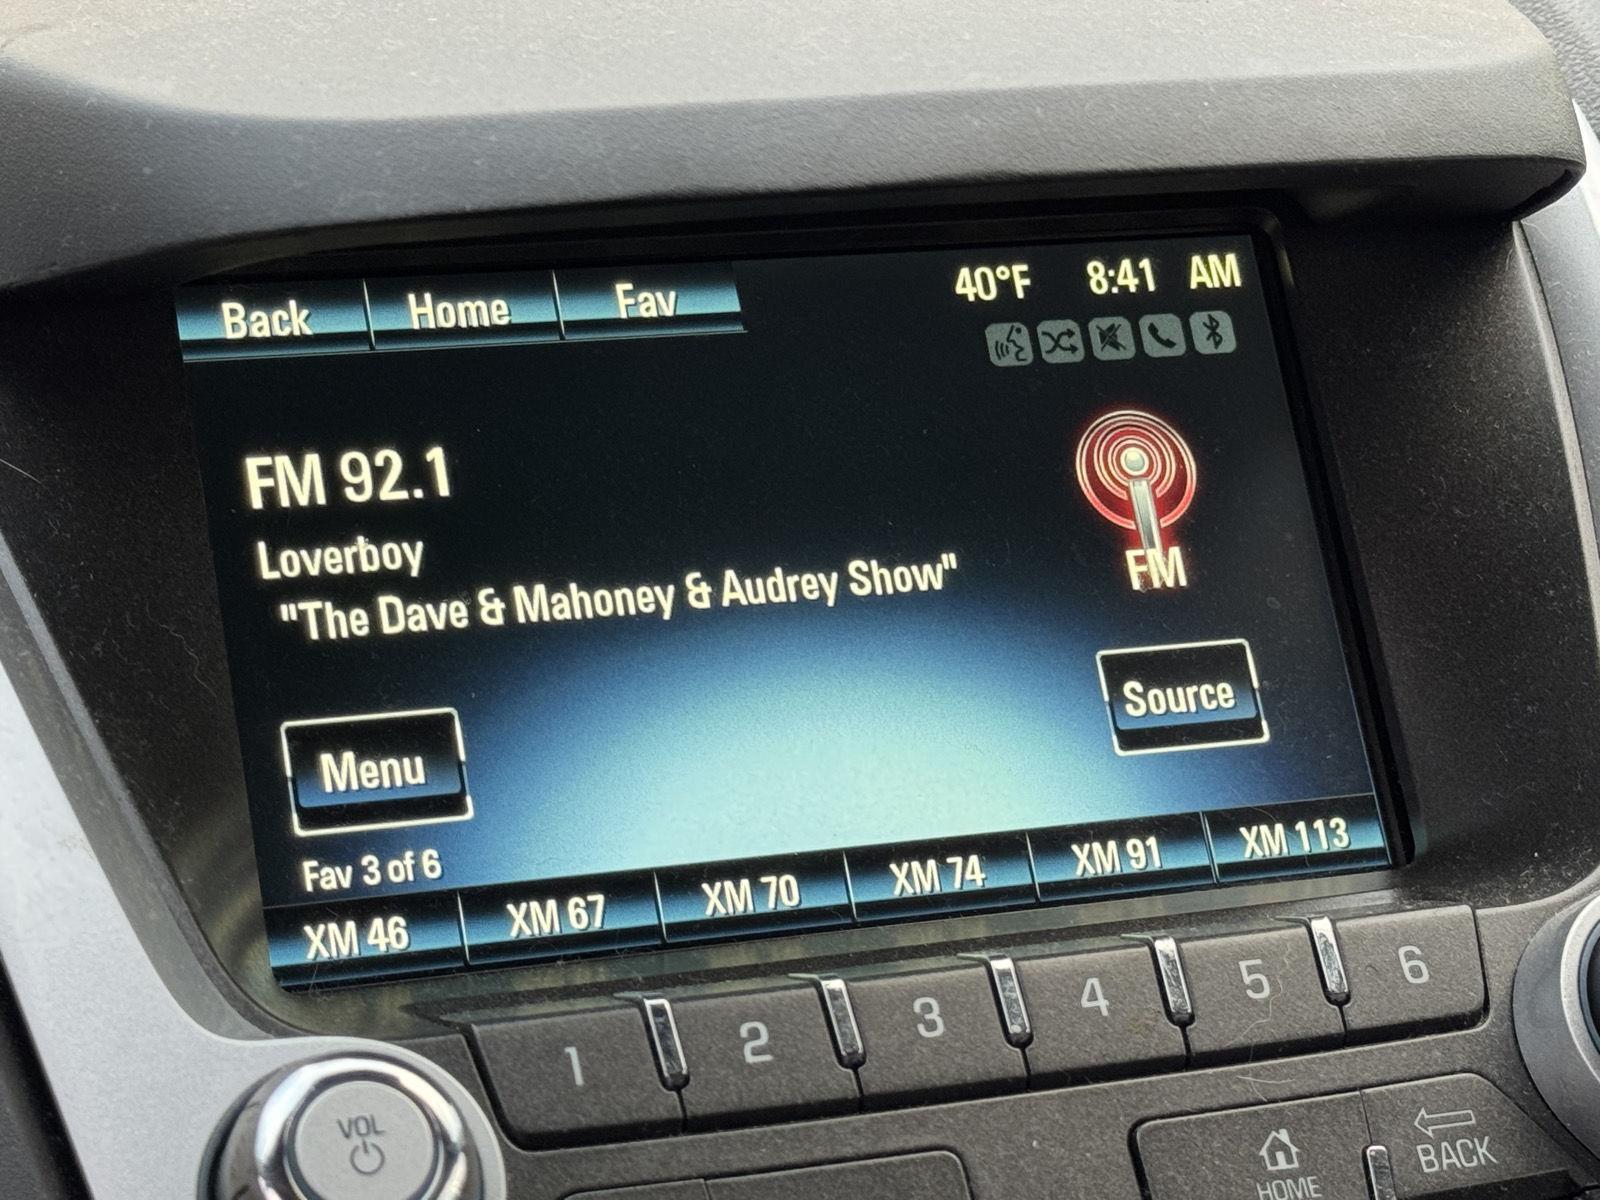 Back Home Fav 40°F 8:41 AM
FM 92.1
Loverboy
"The Dave & Mahoney & Audrey Show"
FM
Source
Menu
Fav 3 of 6
XM 46 XM 67 XM 70 XM 74 XM 91 XM 113
1 2 3 4 5 6
VOL
HOME
BACK